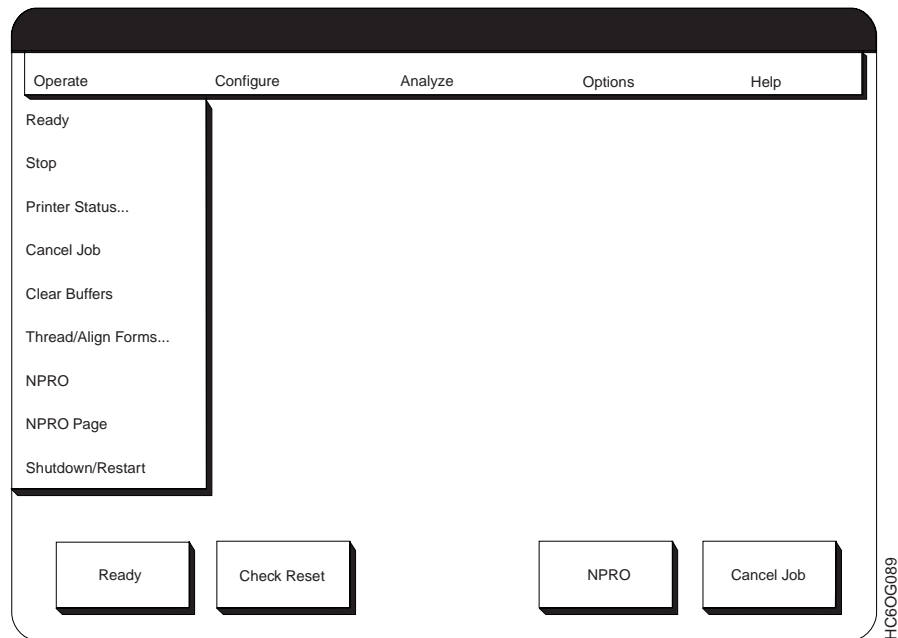 Operate Configure Analyze Options Help
Ready
Stop
Printer Status...
Cancel Job
Clear Buffers
Thread/Align Forms...
NPRO
NPRO Page
Shutdown/Restart
Ready Check Reset NPRO Cancel Job
HC6OG089